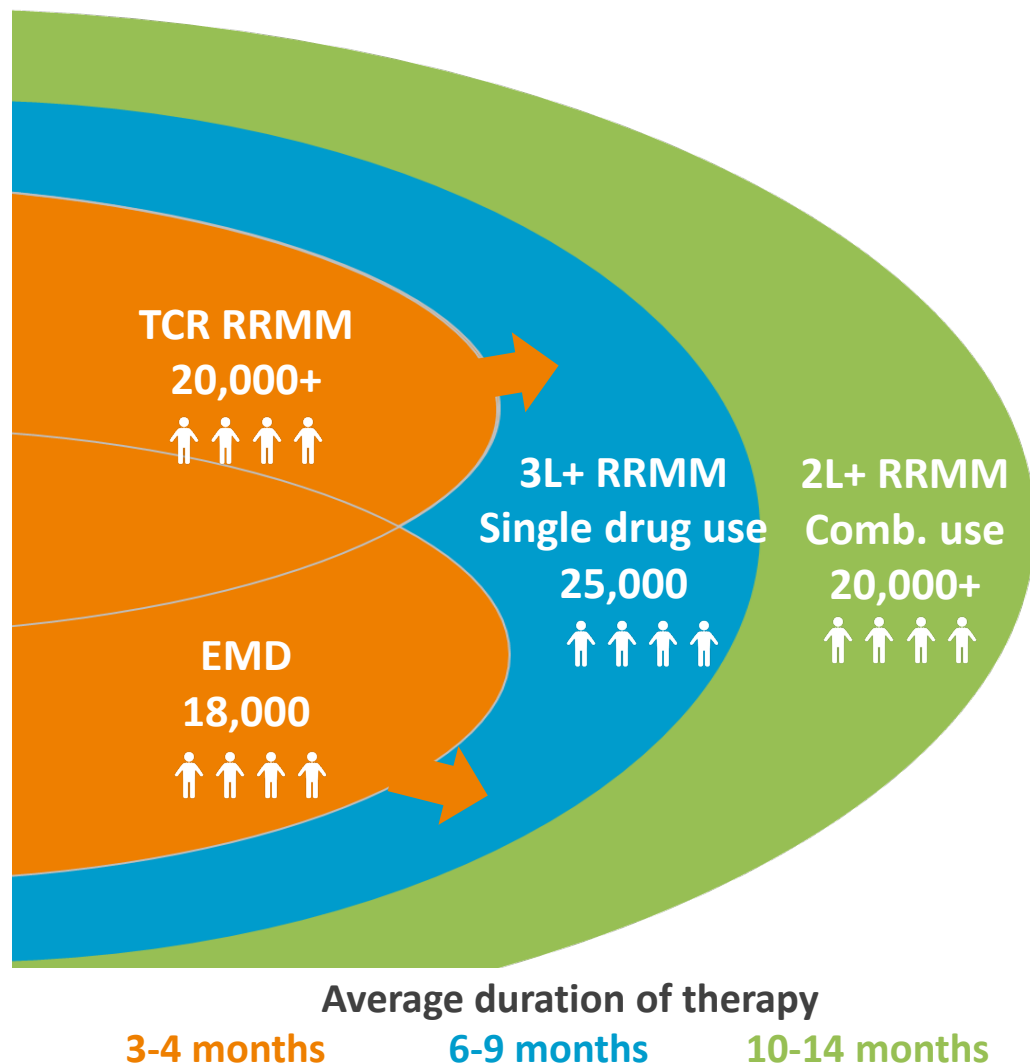 TCR RRMM
20,000+
3L+ RRMM
Single drug use
25,000
2L+ RRMM
Comb. use
20,000+
EMD
18,000
Average duration of therapy
3-4 months
6-9 months
10-14 months